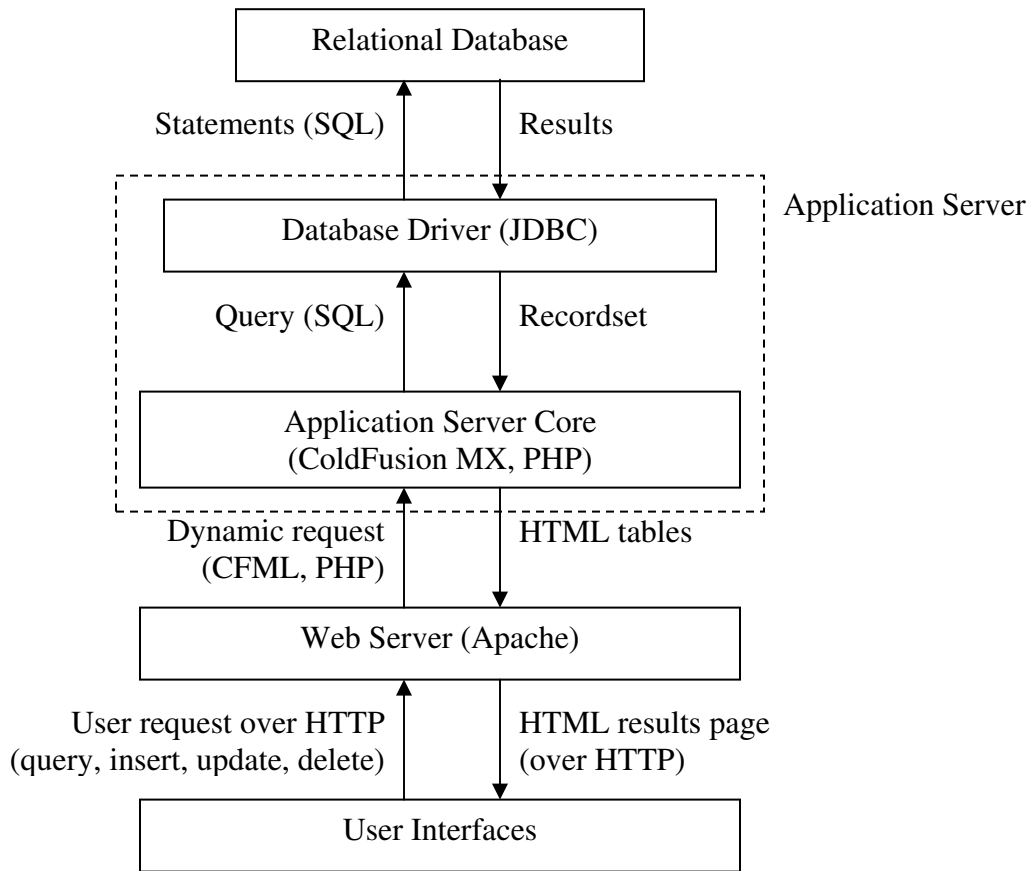 Relational Database
Statements (SQL)
Results
Application Server
Database Driver (JDBC)
Query (SQL)
Recordset
Application Server Core
(ColdFusion MX, PHP)
Dynamic request
(CFML, PHP)
HTML tables
Web Server (Apache)
User request over HTTP
(query, insert, update, delete)
HTML results page
(over HTTP)
User Interfaces